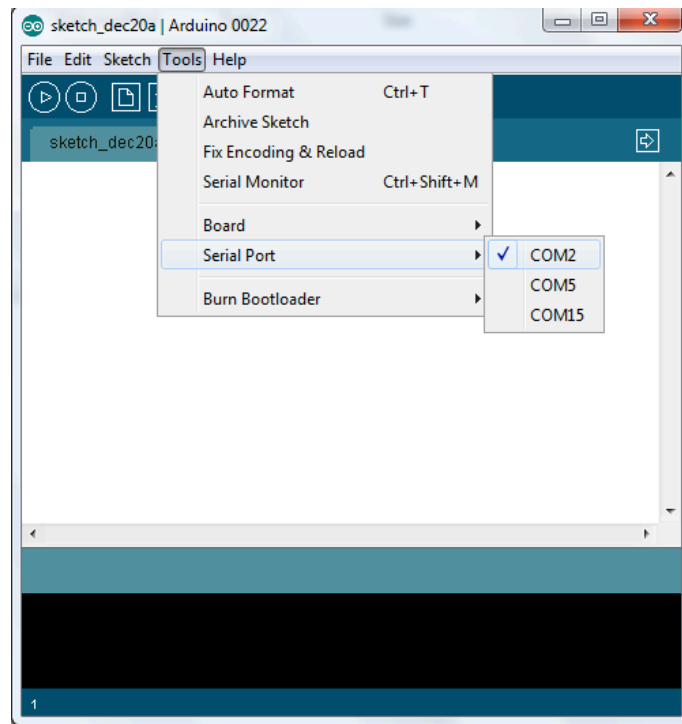 sketch_dec20a | Arduino 0022
File Edit Sketch Tools Help
sketch_dec20a
Auto Format Ctrl+T
Archive Sketch
Fix Encoding & Reload
Serial Monitor Ctrl+Shift+M
Board
Serial Port
Burn Bootloader
COM2
COM5
COM15
1